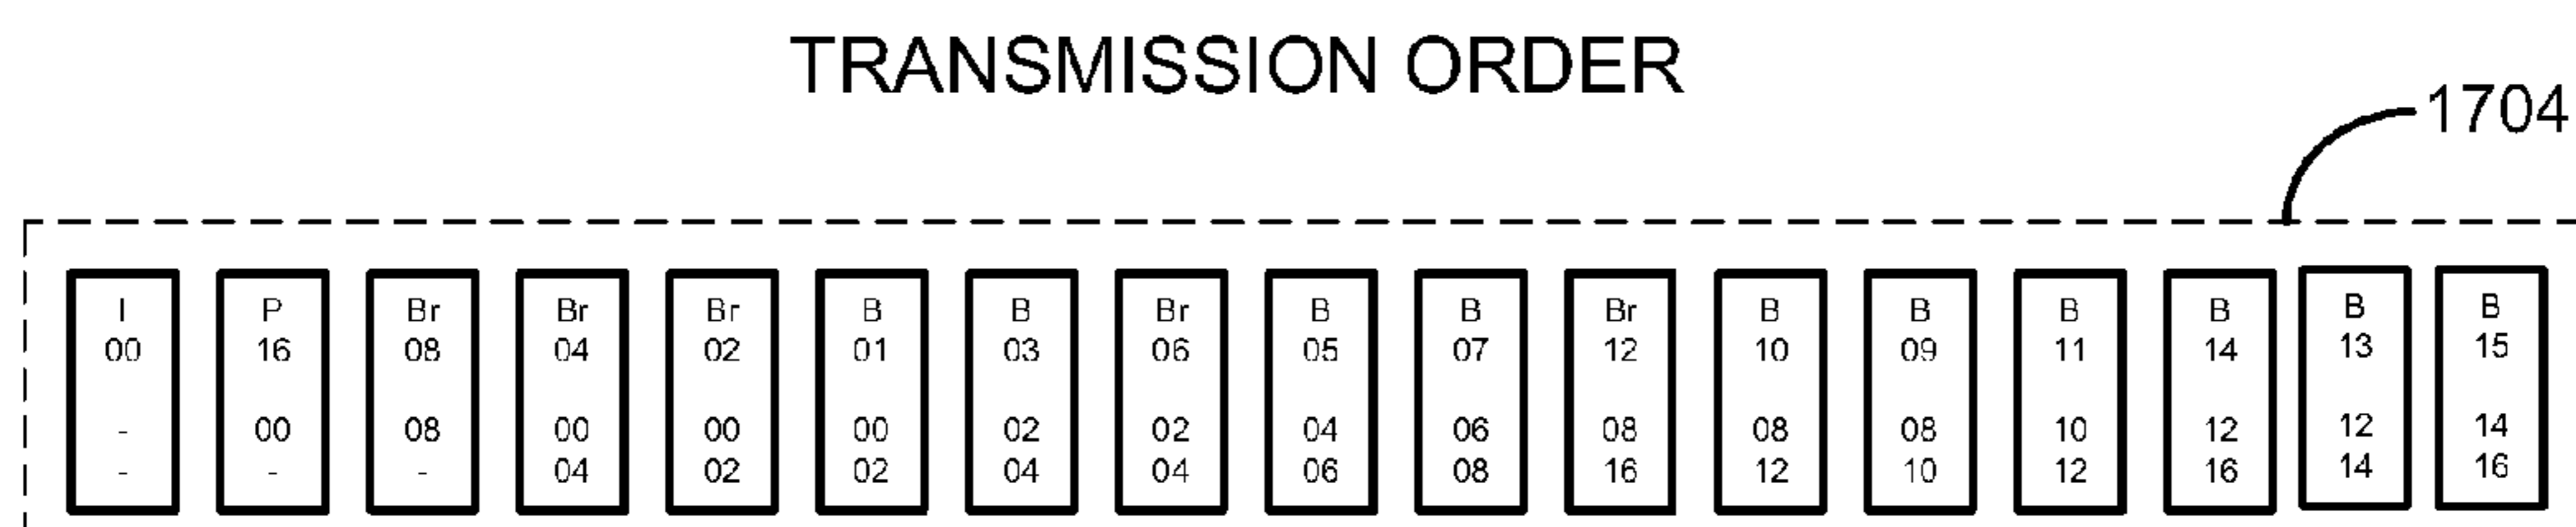 TRANSMISSION ORDER
1704
I P Br Br Br B B Br B B Br B B B B B B
00 16 08 04 02 01 03 06 05 07 12 10 09 11 14 13 15
- 00 08 00 00 00 02 02 04 06 08 08 08 10 12 12 14
- - - 04 02 02 04 04 06 08 16 12 10 12 16 14 16